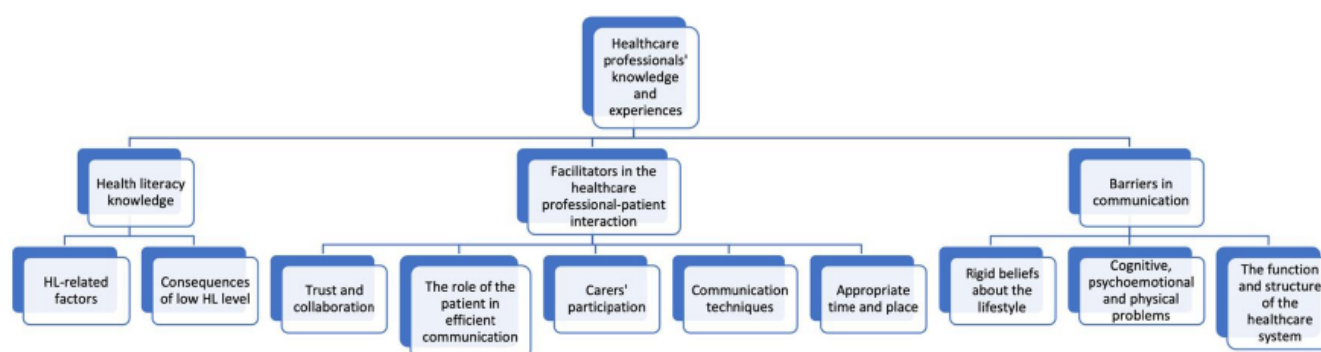 Healthcare
professionals'
knowledge
and
experiences
Health literacy
knowledge
Facilitators in the
healthcare
professional-patient
interaction
Barriers in
communication
HL-related
factors
Consequences
of low HL level
Trust and
collaboration
The role of the
patient in
efficient
communication
Carers'
participation
Communication
techniques
Appropriate
time and place
Rigid beliefs
about the
lifestyle
Cognitive,
psychoemotional
and physical
problems
The function
and structure
of the
healthcare
system